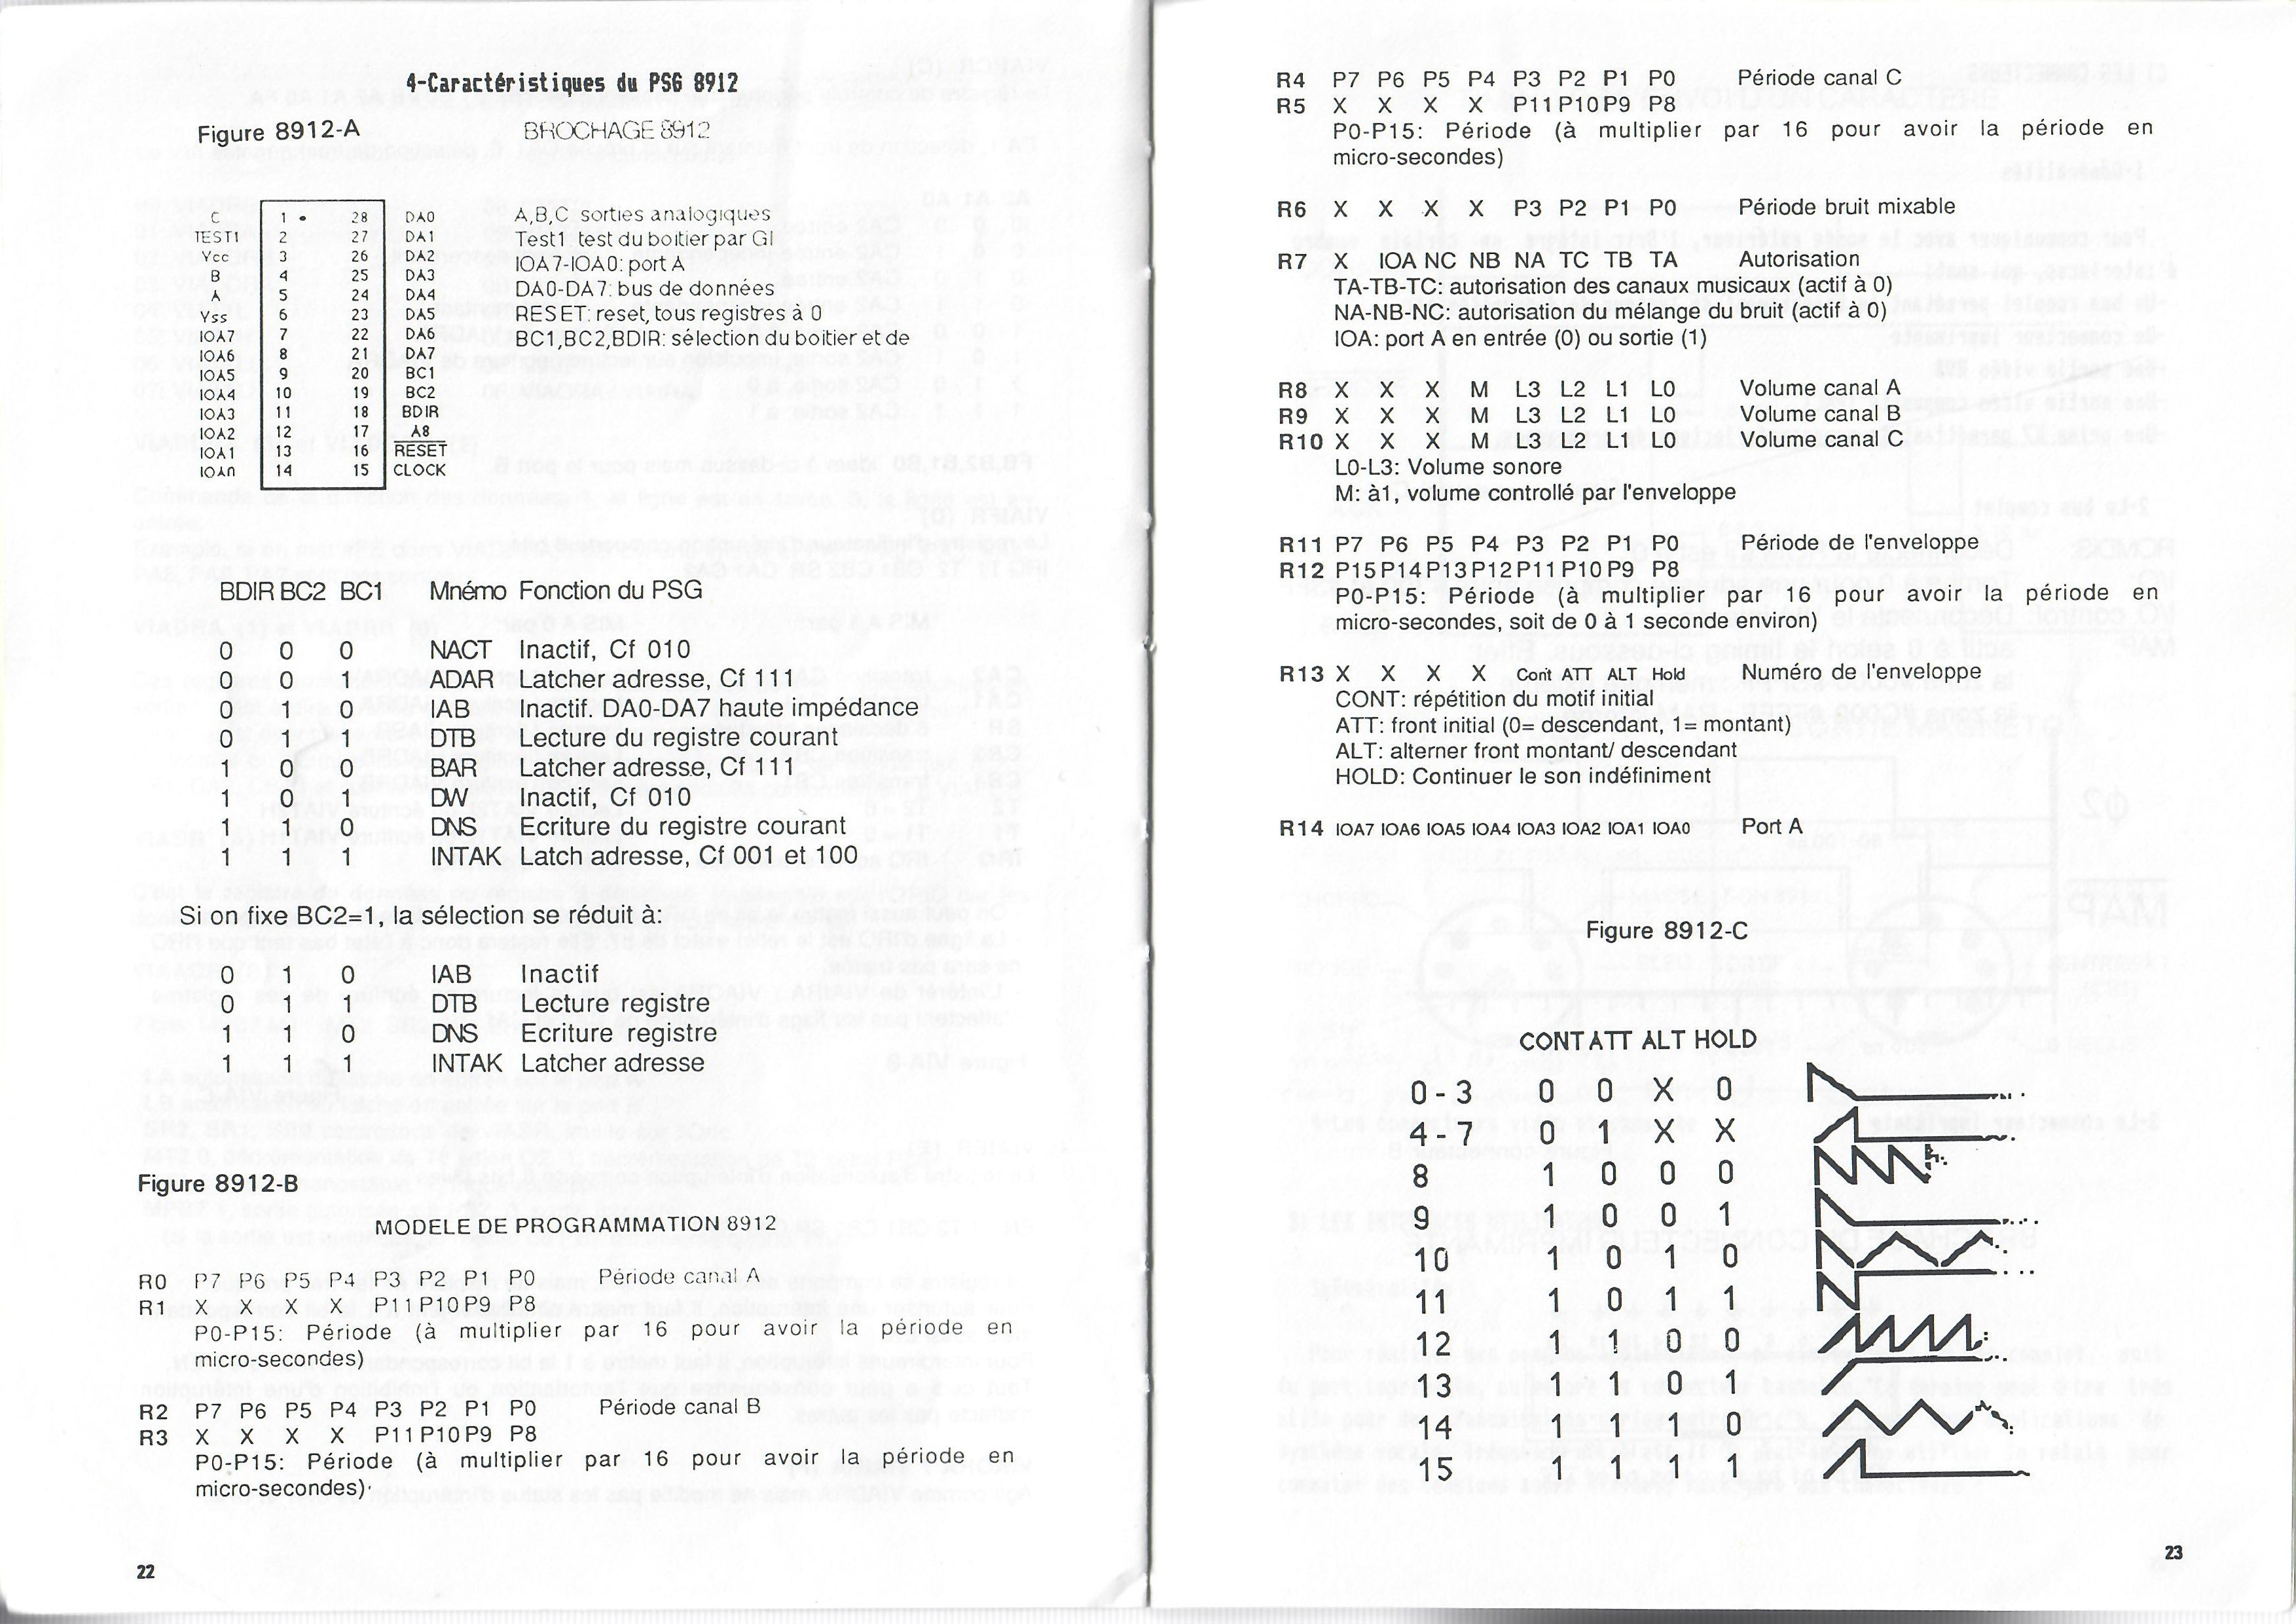 4-Caractéristiques du PSG 8912
Figure 8912-A BROCHAGE 8912
C 1 • 28 DA0 A,B,C sorties analogiques
TEST1 2 27 DA1 Test1 test du boitier par GI
Vcc 3 26 DA2 IOA7-IOA0: port A
B 4 25 DA3 DA0-DA7: bus de données
A 5 24 DA4 RESET: reset, tous registres à 0
Vss 6 23 DA5 BC1,BC2,BDIR: sélection du boitier et de
IOA7 7 22 DA6
IOA6 8 21 DA7
IOA5 9 20 BC1
IOA4 10 19 BC2
IOA3 11 18 BDIR
IOA2 12 17 A8
IOA1 13 16 RESET
IOA0 14 15 CLOCK
BDIR BC2 BC1 Mnémo Fonction du PSG
0 0 0 NACT Inactif, Cf 010
0 0 1 ADAR Latcher adresse, Cf 111
0 1 0 IAB Inactif. DA0-DA7 haute impédance
0 1 1 DTB Lecture du registre courant
1 0 0 BAR Latcher adresse, Cf 111
1 0 1 DW Inactif, Cf 010
1 1 0 DNS Ecriture du registre courant
1 1 1 INTAK Latch adresse, Cf 001 et 100
Si on fixe BC2=1, la sélection se réduit à:
0 1 0 IAB Inactif
0 1 1 DTB Lecture registre
1 1 0 DNS Ecriture registre
1 1 1 INTAK Latcher adresse
Figure 8912-B
MODELE DE PROGRAMMATION 8912
R0 P7 P6 P5 P4 P3 P2 P1 P0 Période canal A
R1 X X X X P11 P10 P9 P8
P0-P15: Période (à multiplier par 16 pour avoir la période en
micro-secondes)
R2 P7 P6 P5 P4 P3 P2 P1 P0 Période canal B
R3 X X X X P11 P10 P9 P8
P0-P15: Période (à multiplier par 16 pour avoir la période en
micro-secondes)
22
R4 P7 P6 P5 P4 P3 P2 P1 P0 Période canal C
R5 X X X X P11 P10 P9 P8
P0-P15: Période (à multiplier par 16 pour avoir la période en
micro-secondes)
R6 X X X X P3 P2 P1 P0 Période bruit mixable
R7 X IOA NC NB NA TC TB TA Autorisation
TA-TB-TC: autorisation des canaux musicaux (actif à 0)
NA-NB-NC: autorisation du mélange du bruit (actif à 0)
IOA: port A en entrée (0) ou sortie (1)
R8 X X X M L3 L2 L1 L0 Volume canal A
R9 X X X M L3 L2 L1 L0 Volume canal B
R10 X X X M L3 L2 L1 L0 Volume canal C
L0-L3: Volume sonore
M: à1, volume controllé par l'enveloppe
R11 P7 P6 P5 P4 P3 P2 P1 P0 Période de l'enveloppe
R12 P15 P14 P13 P12 P11 P10 P9 P8
P0-P15: Période (à multiplier par 16 pour avoir la période en
micro-secondes, soit de 0 à 1 seconde environ)
R13 X X X X Cont ATT ALT Hold Numéro de l'enveloppe
CONT: répétition du motif initial
ATT: front initial (0= descendant, 1= montant)
ALT: alterner front montant/ descendant
HOLD: Continuer le son indéfiniment
R14 IOA7 IOA6 IOA5 IOA4 IOA3 IOA2 IOA1 IOA0 Port A
Figure 8912-C
CONT ATT ALT HOLD
0 - 3 0 0 X 0
4 - 7 0 1 X X
8 1 0 0 0
9 1 0 0 1
10 1 0 1 0
11 1 0 1 1
12 1 1 0 0
13 1 1 0 1
14 1 1 1 0
15 1 1 1 1
23